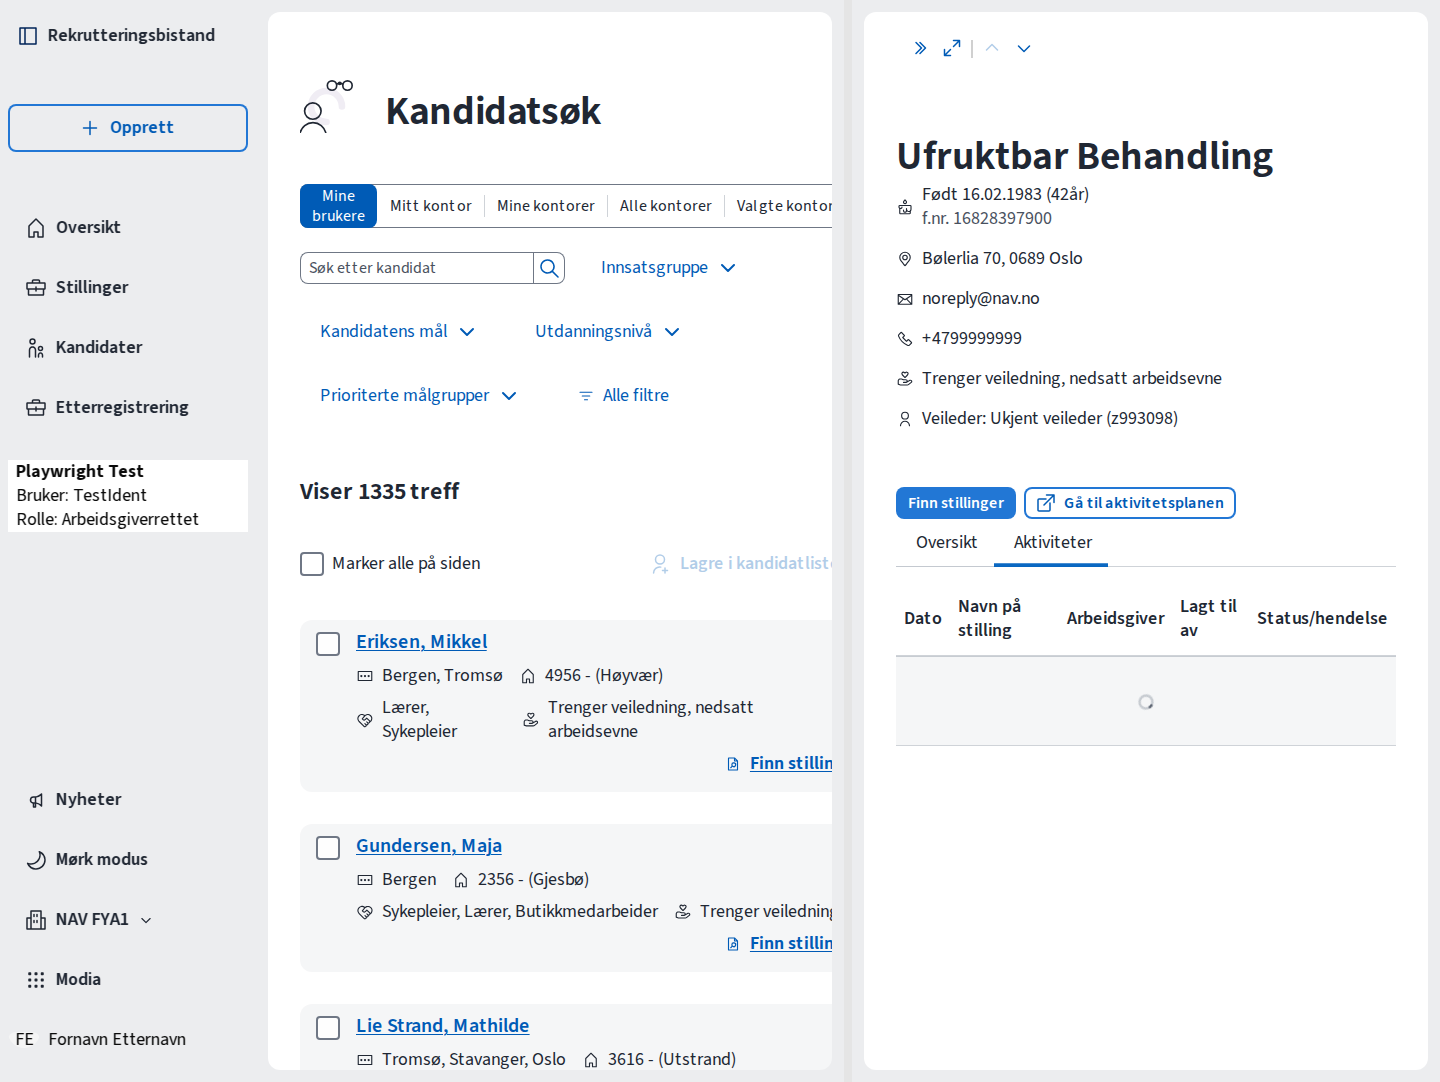 Rekrutteringsbistand
Opprett
Oversikt
Stillinger
Kandidater
Etterregistrering
Playwright Test
Bruker: TestIdent
Rolle: Arbeidsgiverrettet
Nyheter
Mørk modus
NAV FYA1
Modia
FE Fornavn Etternavn
Kandidatsøk
Mine
brukere
Mitt kontor
Mine kontorer
Alle kontorer
Valgte kontor
Søk etter kandidat
Innsatsgruppe
Kandidatens mål
Utdanningsnivå
Prioriterte målgrupper
Alle filtre
Viser 1335 treff
Marker alle på siden
Lagre i kandidatliste
Eriksen, Mikkel
Bergen, Tromsø 4956 - (Høyvær)
Lærer,
Sykepleier
Trenger veiledning, nedsatt
arbeidsevne
Finn stillin
Gundersen, Maja
Bergen 2356 - (Gjesbø)
Sykepleier, Lærer, Butikkmedarbeider Trenger veiledning
Finn stillin
Lie Strand, Mathilde
Tromsø, Stavanger, Oslo 3616 - (Utstrand)
Ufruktbar Behandling
Født 16.02.1983 (42år)
f.nr. 16828397900
Bølerlia 70, 0689 Oslo
noreply@nav.no
+4799999999
Trenger veiledning, nedsatt arbeidsevne
Veileder: Ukjent veileder (z993098)
Finn stillinger
Gå til aktivitetsplanen
Oversikt
Aktiviteter
Dato
Navn på
stilling
Arbeidsgiver
Lagt til
av
Status/hendelse